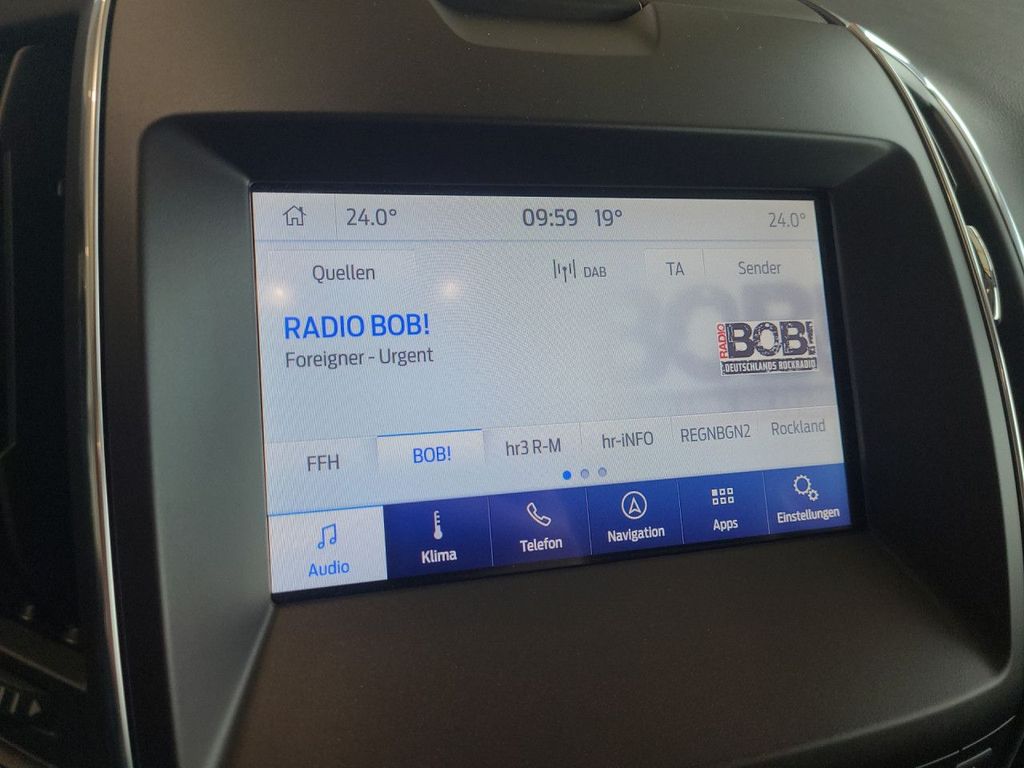 24.0° 09:59 19° 24.0°
Quellen DAB TA Sender
RADIO BOB!
Foreigner - Urgent
RADIO BOB!
DEUTSCHLANDS ROCKRADIO
FFH BOB! hr3 R-M hr-iNFO REGNBGN2 Rockland
Audio Klima Telefon Navigation Apps Einstellungen